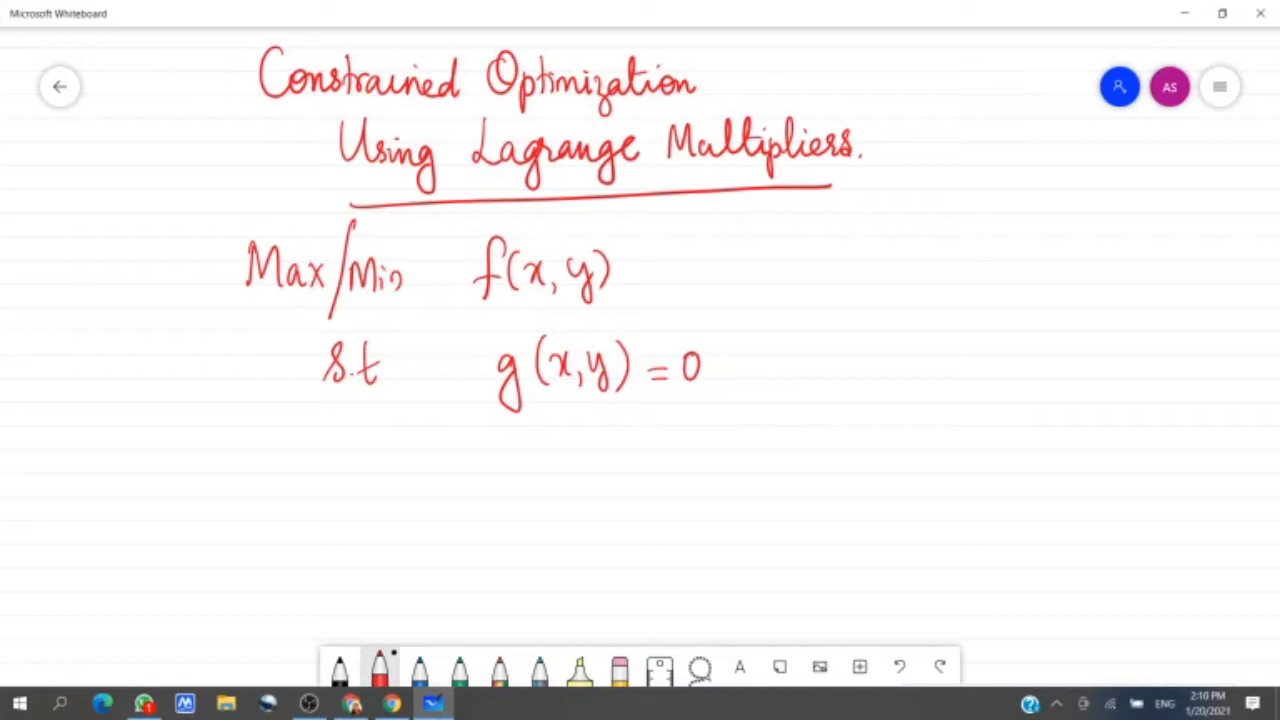 Microsoft Whiteboard
Constrained Optimization
AS
Using Lagrange Multipliers.
Max/Min f(x, y)
s.t g(x,y) = 0
A
ENG
2:10 PM
1/20/2021